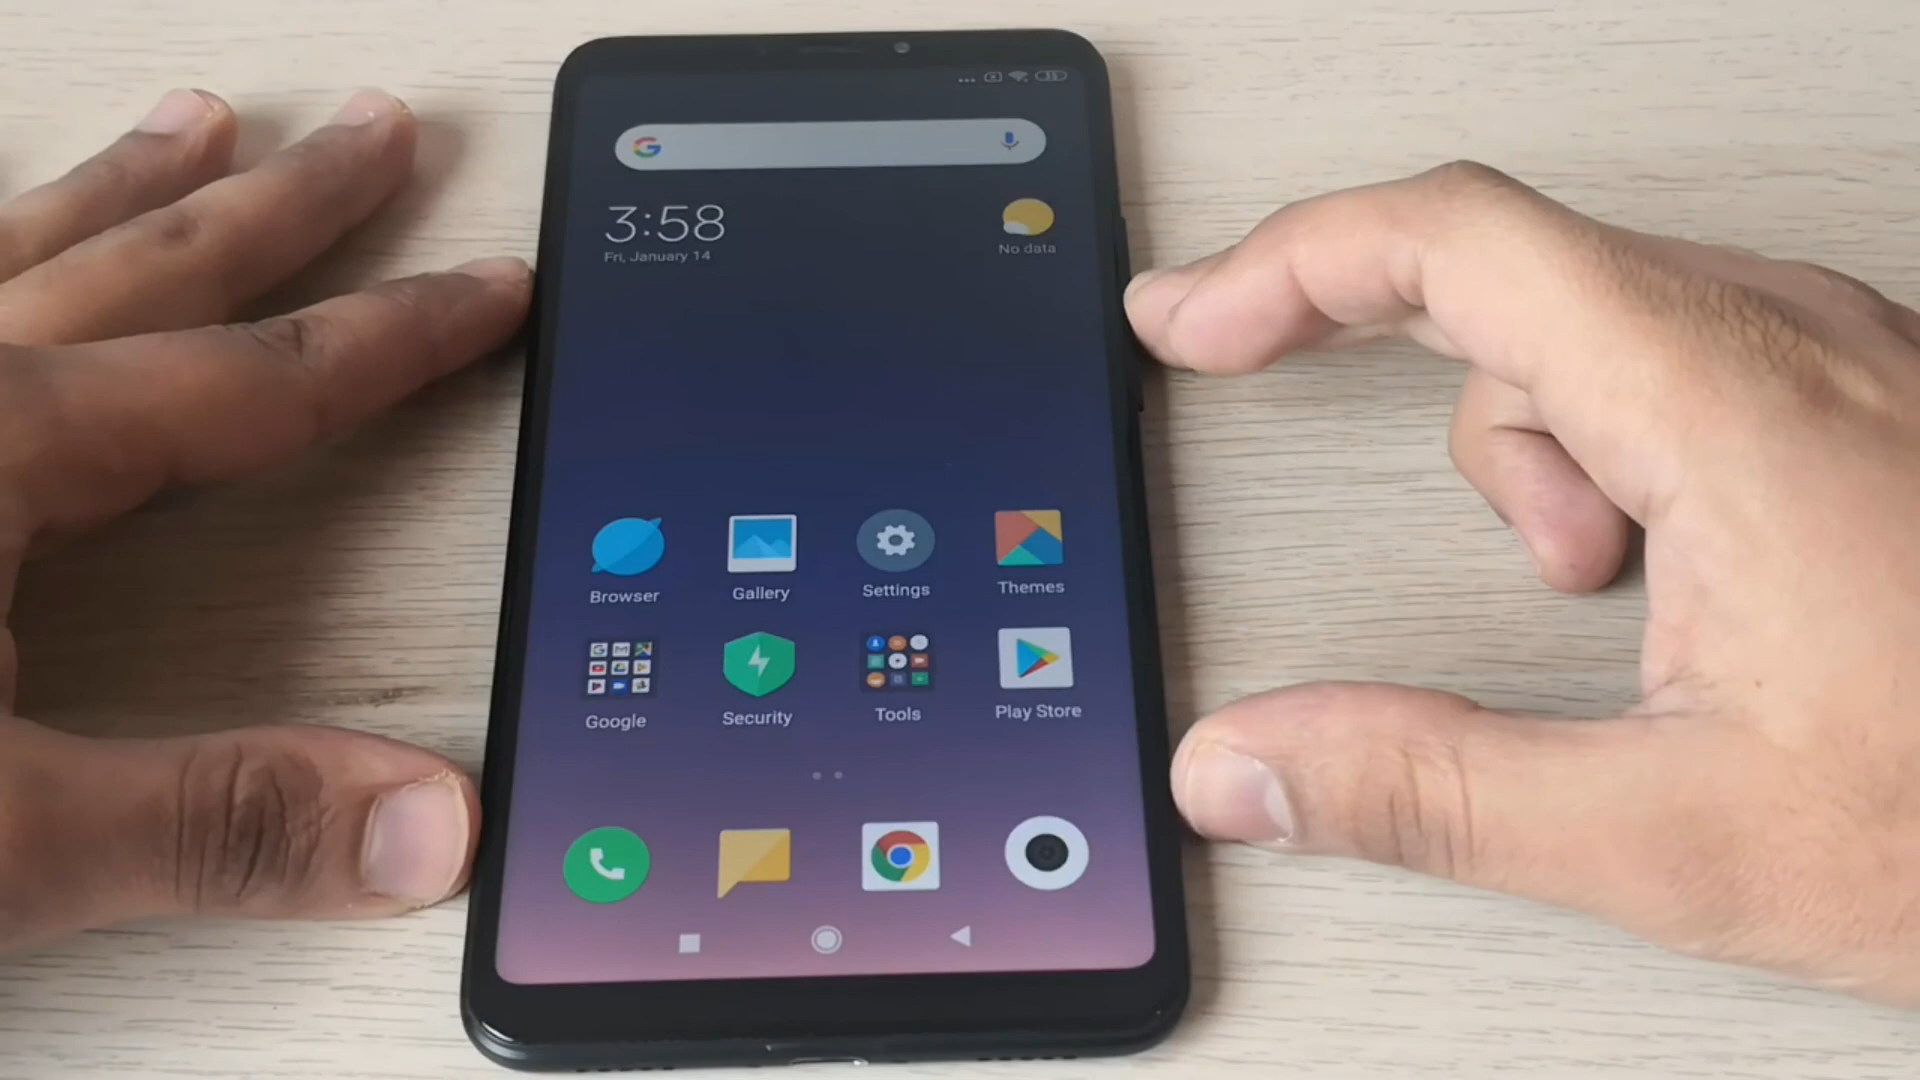 3:58
Fri, January 14
No data
Browser
Gallery
Settings
Themes
Google
Security
Tools
Play Store